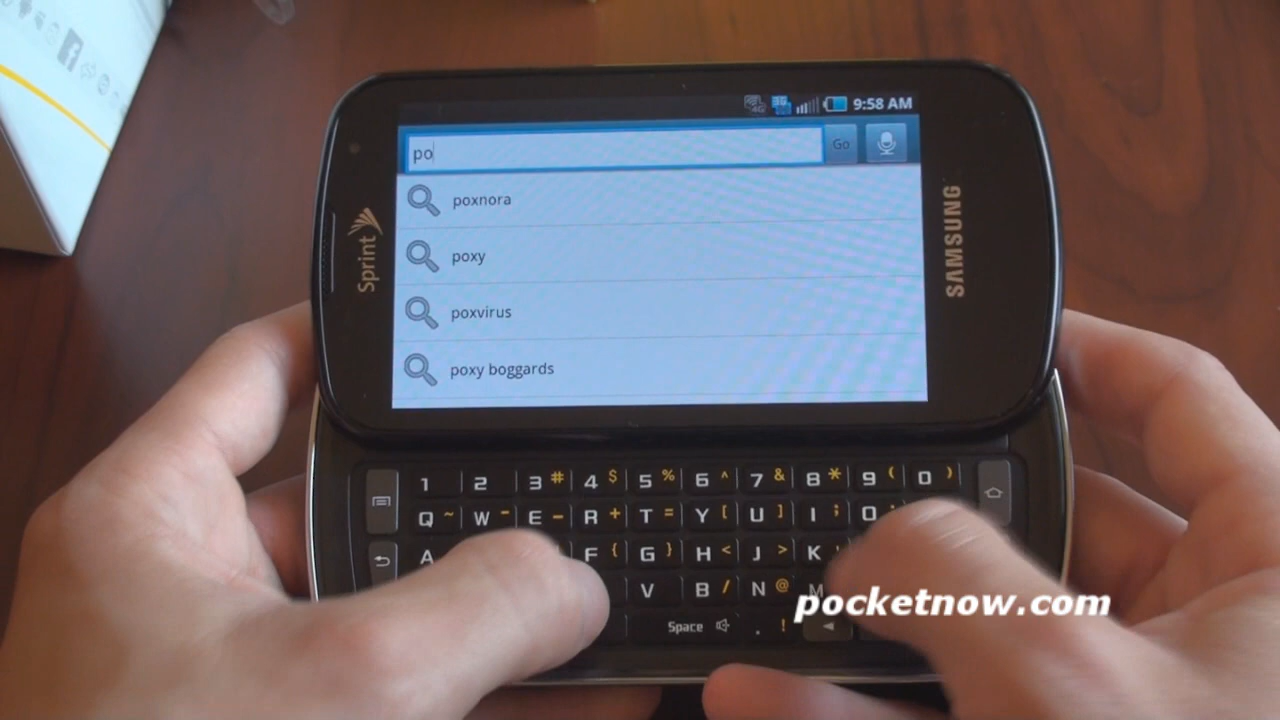 9:58 AM
po
Go
poxnora
poxy
poxvirus
poxy boggards
Sprint
SAMSUNG
1 2 3 # 4 $ 5 % 6 ^ 7 & 8 * 9 ( 0 )
Q ~ W - E – R + T = Y [ U ] I ; O :
A F { G } H < J > K
V B / N @ M
Space . !
pocketnow.com